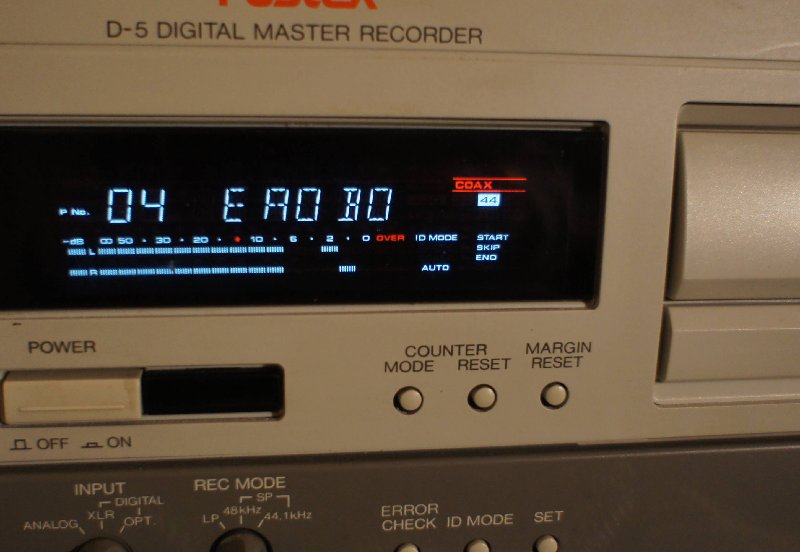 Fostex
D-5 DIGITAL MASTER RECORDER
COAX
44
P No. 04 E A0 B0
-dB ∞ 50 · 30 · 20 · • 10 · 6 · 2 · 0 OVER ID MODE START
L SKIP
END
R AUTO
POWER
COUNTER MARGIN
MODE RESET RESET
OFF ON
INPUT REC MODE
DIGITAL SP
ANALOG XLR OPT. LP 48kHz 44.1kHz
ERROR
CHECK ID MODE SET